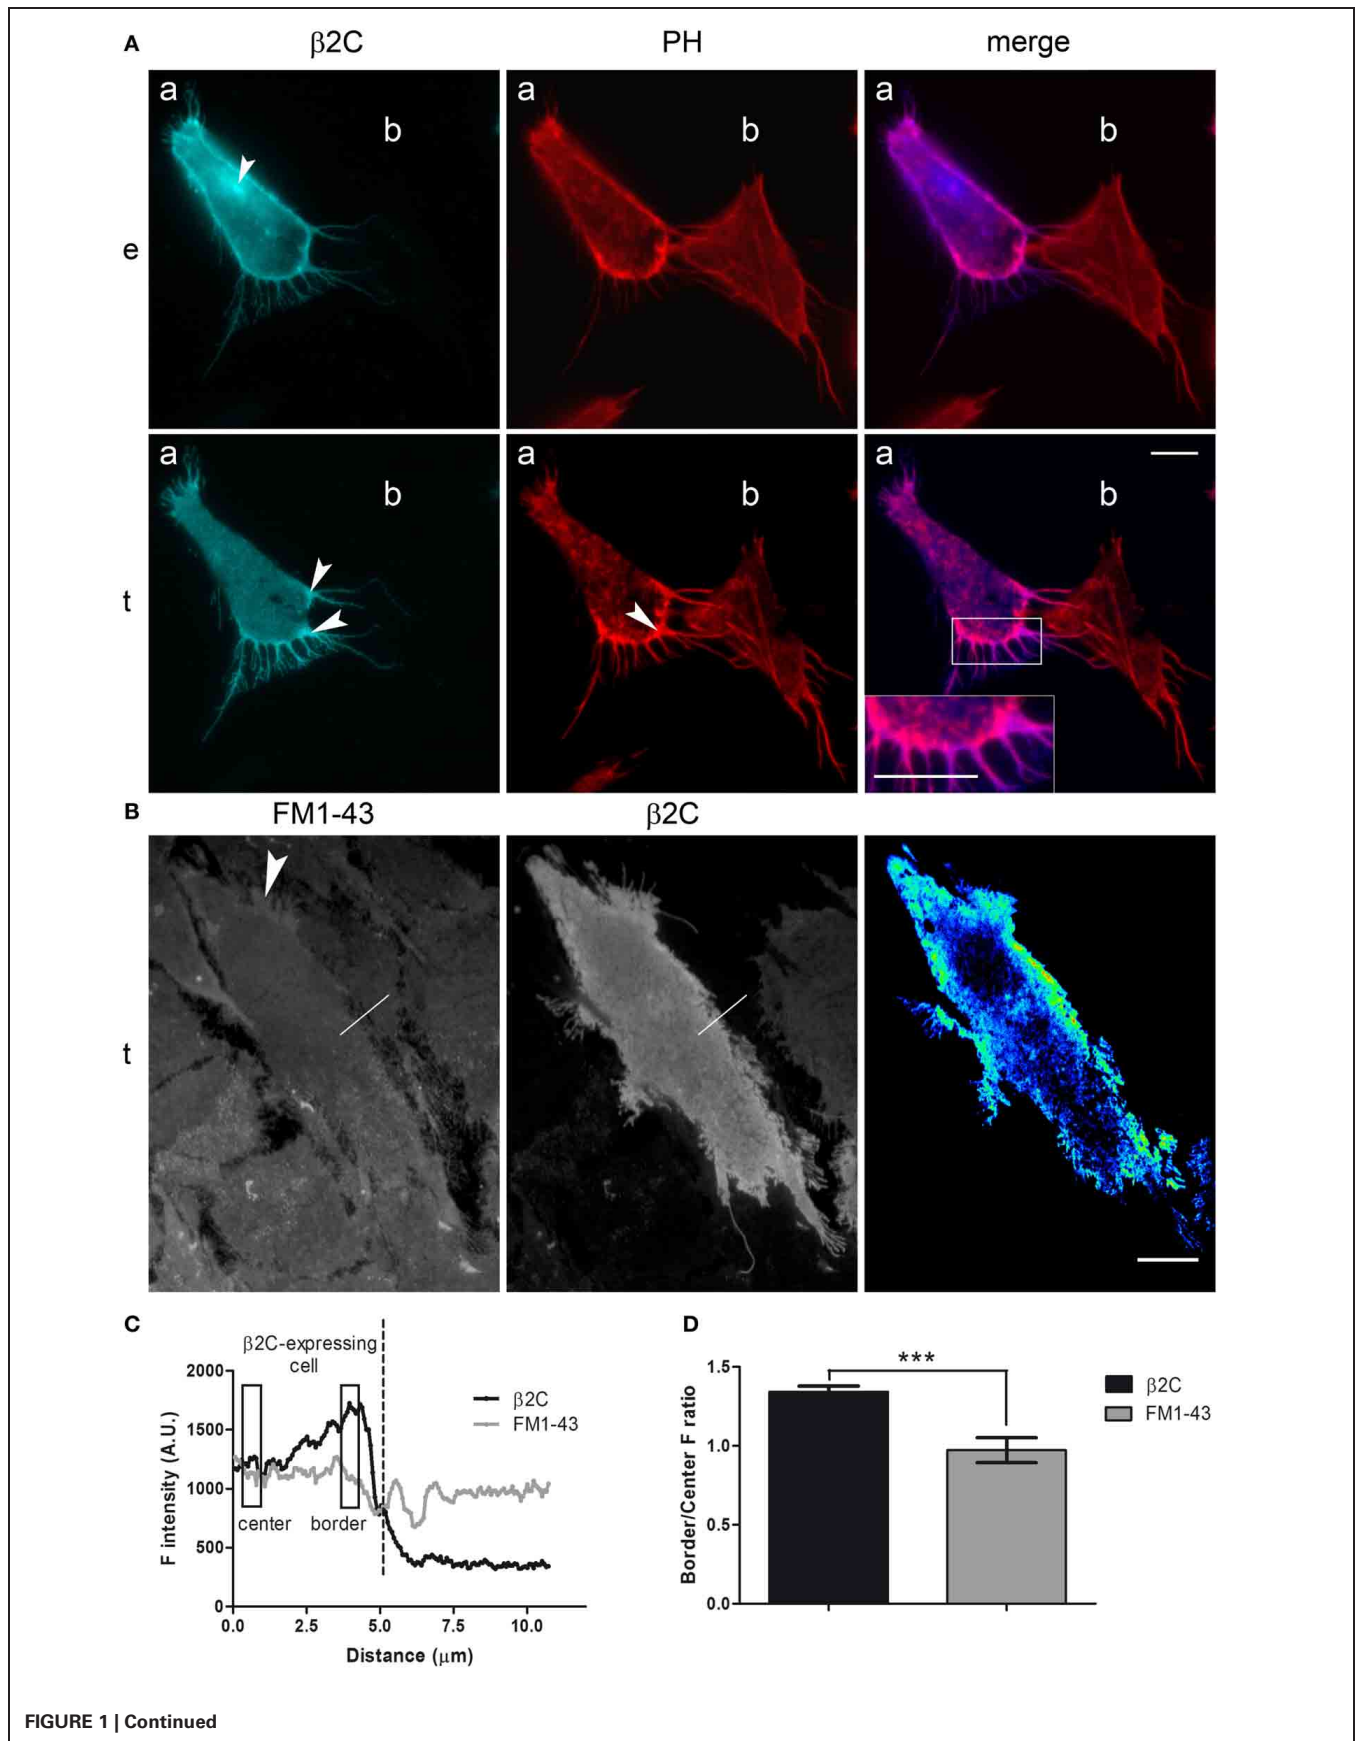 A
β2C PH merge
a b a b a b
e
a b a b a b
t
B
FM1-43 β2C
t
C
β2C-expressing
cell
2000
1500
1000
500
0
F intensity (A.U.)
β2C
FM1-43
center border
0.0 2.5 5.0 7.5 10.0
Distance (μm)
D
***
1.5
1.0
0.5
0.0
Border/Center F ratio
β2C
FM1-43
FIGURE 1 | Continued